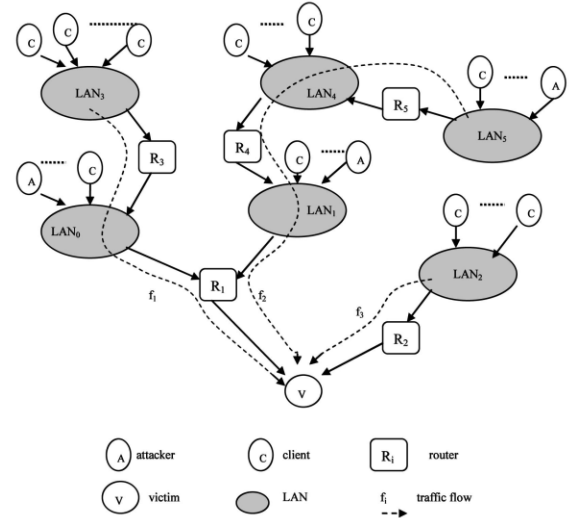 C C C C C
LAN₃ LAN₄ R₅ C A
R₃ R₄ LAN₅
A C C A
LAN₀ LAN₁ C C
R₁ LAN₂
f₁ f₂ f₃
R₂
V
A attacker C client Rᵢ router
V victim LAN fᵢ traffic flow